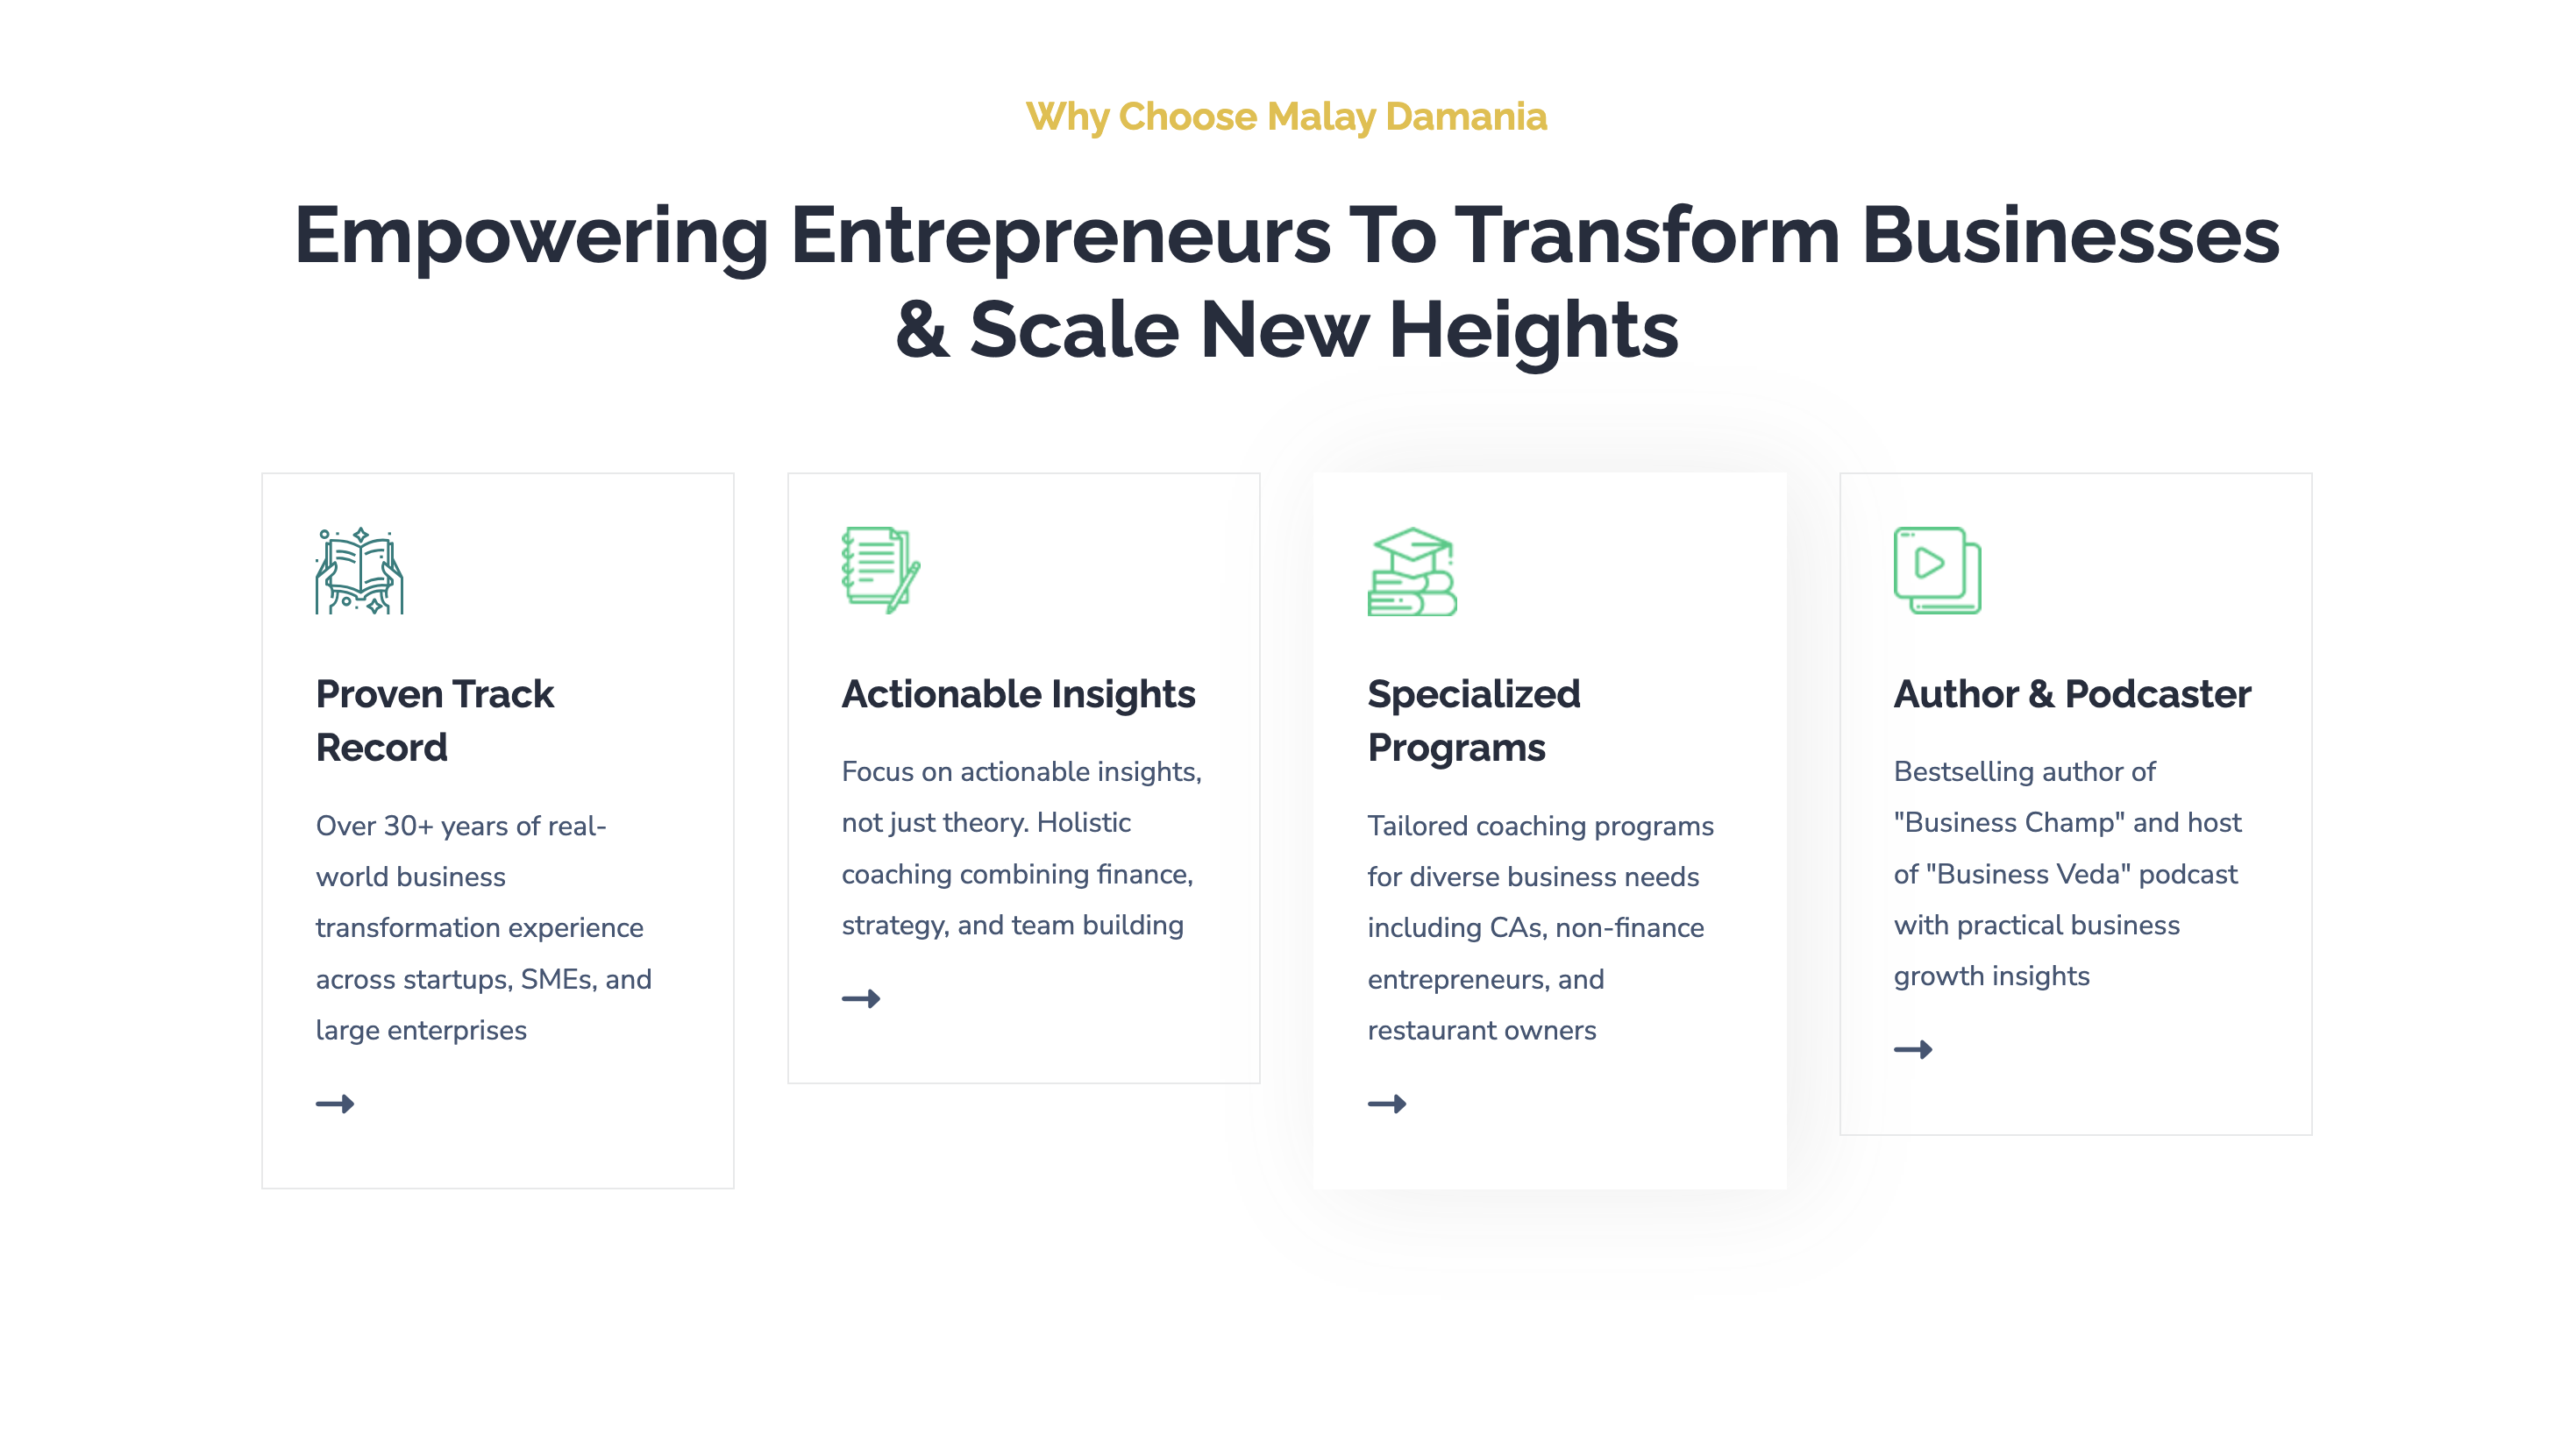 Why Choose Malay Damania
Empowering Entrepreneurs To Transform Businesses
& Scale New Heights
Proven Track
Record
Over 30+ years of real-
world business
transformation experience
across startups, SMEs, and
large enterprises
Actionable Insights
Focus on actionable insights,
not just theory. Holistic
coaching combining finance,
strategy, and team building
Specialized
Programs
Tailored coaching programs
for diverse business needs
including CAs, non-finance
entrepreneurs, and
restaurant owners
Author & Podcaster
Bestselling author of
"Business Champ" and host
of "Business Veda" podcast
with practical business
growth insights